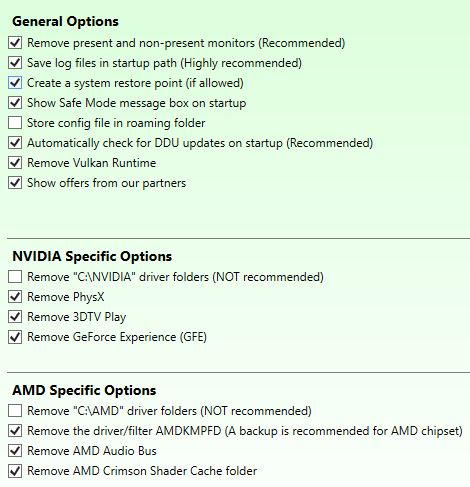 General Options
Remove present and non-present monitors (Recommended)
Save log files in startup path (Highly recommended)
Create a system restore point (if allowed)
Show Safe Mode message box on startup
Store config file in roaming folder
Automatically check for DDU updates on startup (Recommended)
Remove Vulkan Runtime
Show offers from our partners
NVIDIA Specific Options
Remove "C:\NVIDIA" driver folders (NOT recommended)
Remove PhysX
Remove 3DTV Play
Remove GeForce Experience (GFE)
AMD Specific Options
Remove "C:\AMD" driver folders (NOT recommended)
Remove the driver/filter AMDKMPFD (A backup is recommended for AMD chipset)
Remove AMD Audio Bus
Remove AMD Crimson Shader Cache folder